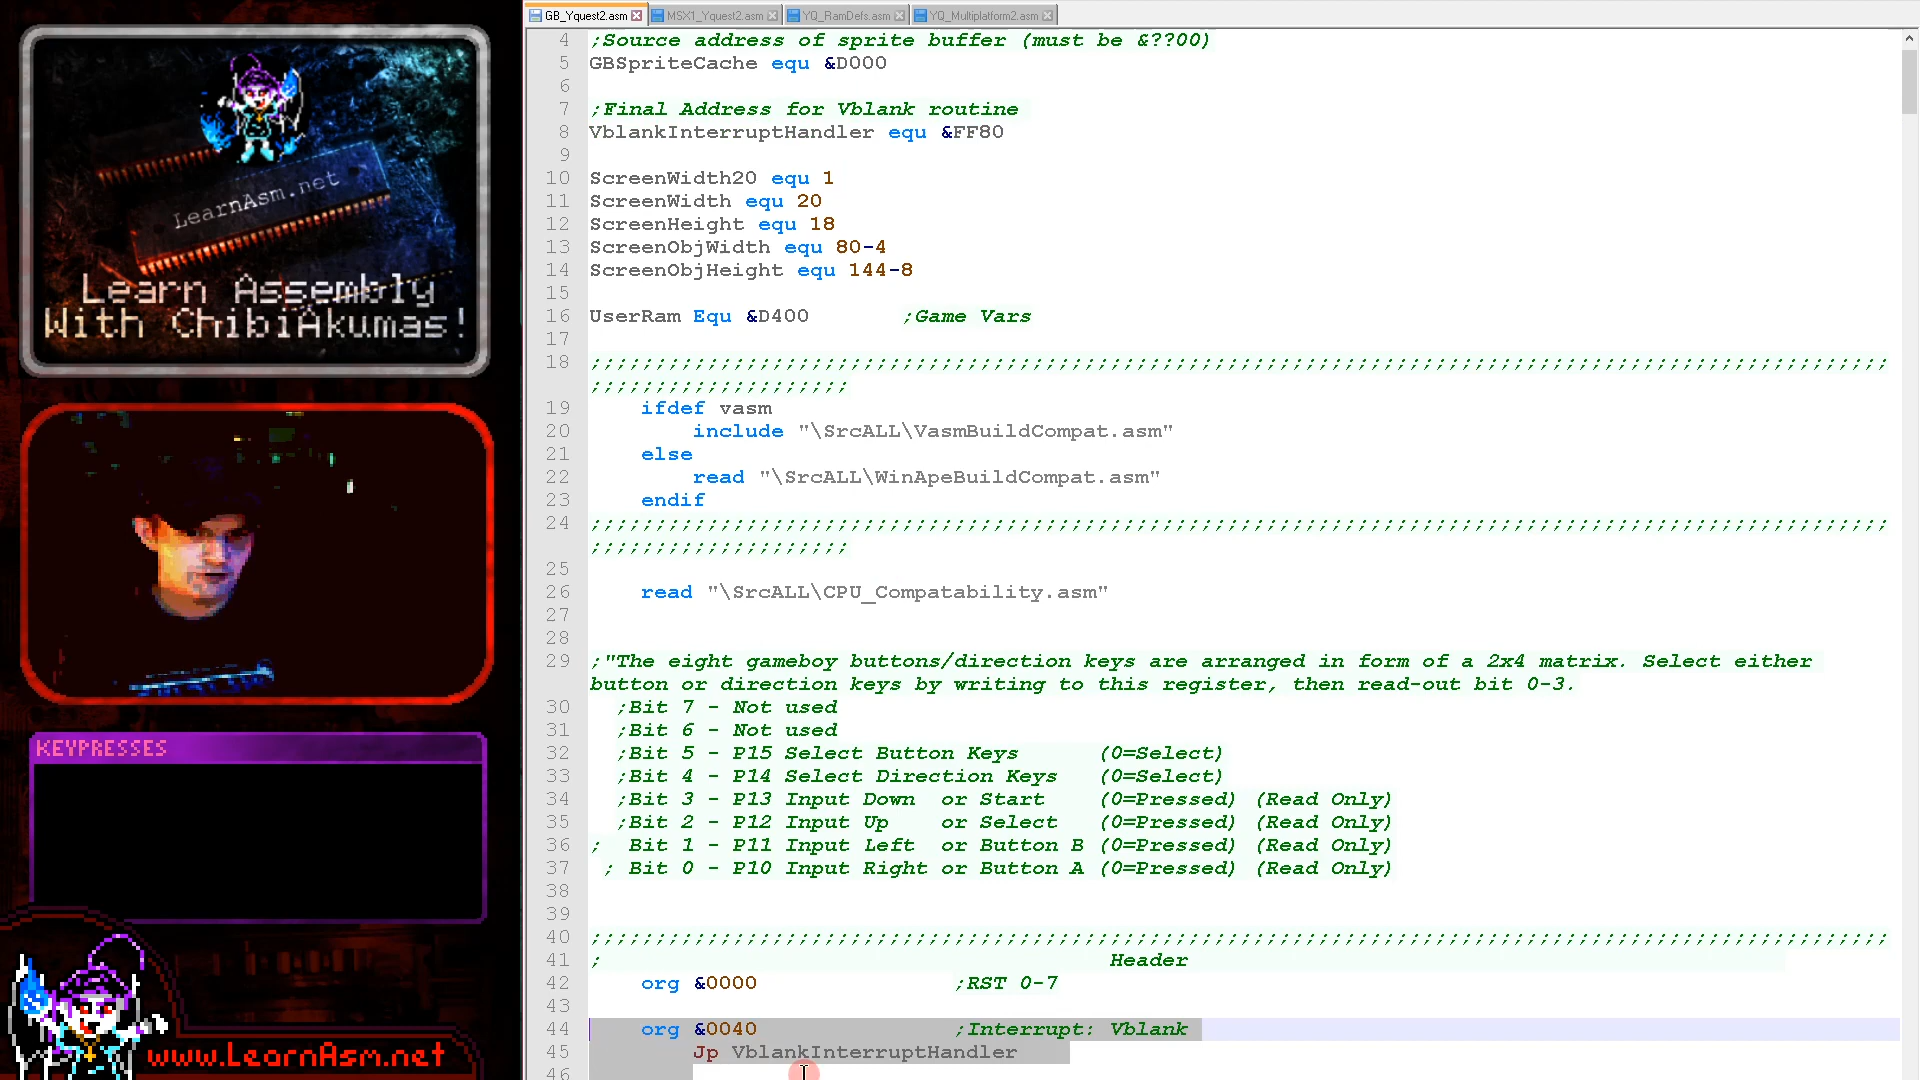 LearnAsm.net
Learn Assembly
With ChibiAkumas!
KEYPRESSES
www.LearnAsm.net
GB_Yquest2.asm MSX1_Yquest2.asm YQ_RamDefs.asm YQ_Multiplatform2.asm
4 ;Source address of sprite buffer (must be &??00)
5 GBSpriteCache equ &D000
6
7 ;Final Address for Vblank routine
8 VblankInterruptHandler equ &FF80
9
10 ScreenWidth20 equ 1
11 ScreenWidth equ 20
12 ScreenHeight equ 18
13 ScreenObjWidth equ 80-4
14 ScreenObjHeight equ 144-8
15
16 UserRam Equ &D400 ;Game Vars
17
18 ;;;;;;;;;;;;;;;;;;;;;;;;;;;;;;;;;;;;;;;;;;;;;;;;;;;;;;;;;;;;;;;;;;;;;;;;;;;;;;;;;;;;;;;;;;;;;;;;;;;;
;;;;;;;;;;;;;;;;;;;;
19 ifdef vasm
20 include "\SrcALL\VasmBuildCompat.asm"
21 else
22 read "\SrcALL\WinApeBuildCompat.asm"
23 endif
24 ;;;;;;;;;;;;;;;;;;;;;;;;;;;;;;;;;;;;;;;;;;;;;;;;;;;;;;;;;;;;;;;;;;;;;;;;;;;;;;;;;;;;;;;;;;;;;;;;;;;;
;;;;;;;;;;;;;;;;;;;;
25
26 read "\SrcALL\CPU_Compatability.asm"
27
28
29 ;"The eight gameboy buttons/direction keys are arranged in form of a 2x4 matrix. Select either
button or direction keys by writing to this register, then read-out bit 0-3.
30 ;Bit 7 - Not used
31 ;Bit 6 - Not used
32 ;Bit 5 - P15 Select Button Keys (0=Select)
33 ;Bit 4 - P14 Select Direction Keys (0=Select)
34 ;Bit 3 - P13 Input Down or Start (0=Pressed) (Read Only)
35 ;Bit 2 - P12 Input Up or Select (0=Pressed) (Read Only)
36 ; Bit 1 - P11 Input Left or Button B (0=Pressed) (Read Only)
37 ; Bit 0 - P10 Input Right or Button A (0=Pressed) (Read Only)
38
39
40 ;;;;;;;;;;;;;;;;;;;;;;;;;;;;;;;;;;;;;;;;;;;;;;;;;;;;;;;;;;;;;;;;;;;;;;;;;;;;;;;;;;;;;;;;;;;;;;;;;;;;
41 ; Header
42 org &0000 ;RST 0-7
43
44 org &0040 ;Interrupt: Vblank
45 Jp VblankInterruptHandler
46